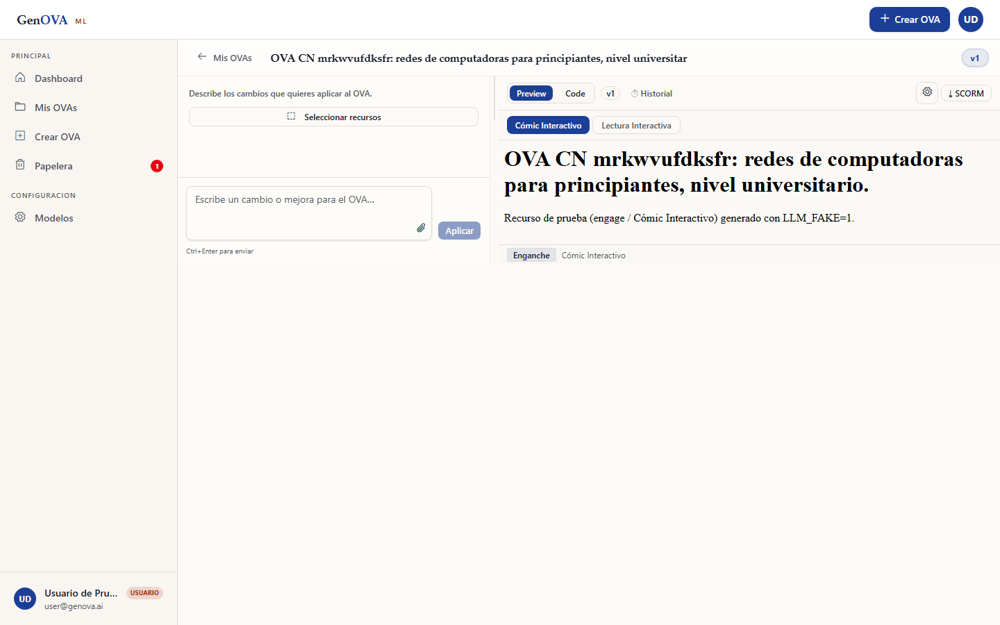 GenOVA ML
Crear OVA
UD
PRINCIPAL
Dashboard
Mis OVAs
Crear OVA
Papelera
1
CONFIGURACION
Modelos
UD
Usuario de Pru...
USUARIO
user@genova.ai
Mis OVAs
OVA CN mrkwvufdksfr: redes de computadoras para principiantes, nivel universitar
v1
Describe los cambios que quieres aplicar al OVA.
Seleccionar recursos
Escribe un cambio o mejora para el OVA...
Aplicar
Ctrl+Enter para enviar
Preview
Code
v1
Historial
SCORM
Cómic Interactivo
Lectura Interactiva
OVA CN mrkwvufdksfr: redes de computadoras
para principiantes, nivel universitario.
Recurso de prueba (engage / Cómic Interactivo) generado con LLM_FAKE=1.
Enganche
Cómic Interactivo